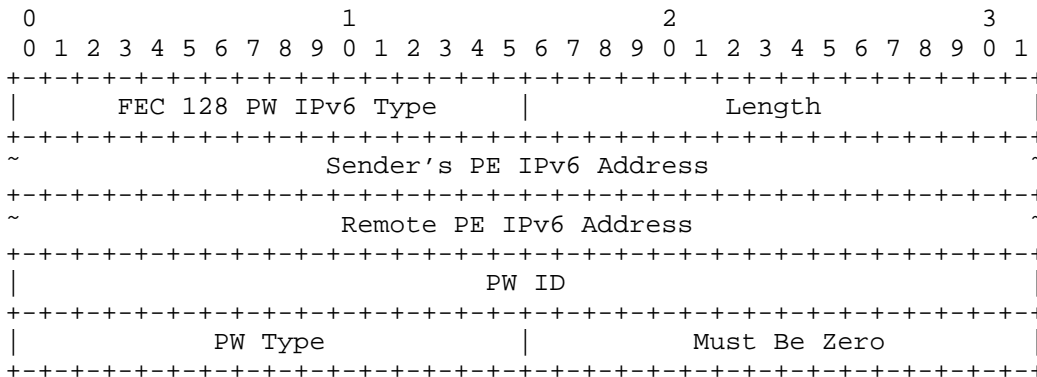 0                   1                   2                   3
 0 1 2 3 4 5 6 7 8 9 0 1 2 3 4 5 6 7 8 9 0 1 2 3 4 5 6 7 8 9 0 1
+-+-+-+-+-+-+-+-+-+-+-+-+-+-+-+-+-+-+-+-+-+-+-+-+-+-+-+-+-+-+-+-+
|      FEC 128 PW IPv6 Type     |            Length             |
+-+-+-+-+-+-+-+-+-+-+-+-+-+-+-+-+-+-+-+-+-+-+-+-+-+-+-+-+-+-+-+-+
~                   Sender’s PE IPv6 Address                    ~
+-+-+-+-+-+-+-+-+-+-+-+-+-+-+-+-+-+-+-+-+-+-+-+-+-+-+-+-+-+-+-+-+
~                    Remote PE IPv6 Address                     ~
+-+-+-+-+-+-+-+-+-+-+-+-+-+-+-+-+-+-+-+-+-+-+-+-+-+-+-+-+-+-+-+-+
|                             PW ID                             |
+-+-+-+-+-+-+-+-+-+-+-+-+-+-+-+-+-+-+-+-+-+-+-+-+-+-+-+-+-+-+-+-+
|            PW Type            |          Must Be Zero         |
+-+-+-+-+-+-+-+-+-+-+-+-+-+-+-+-+-+-+-+-+-+-+-+-+-+-+-+-+-+-+-+-+